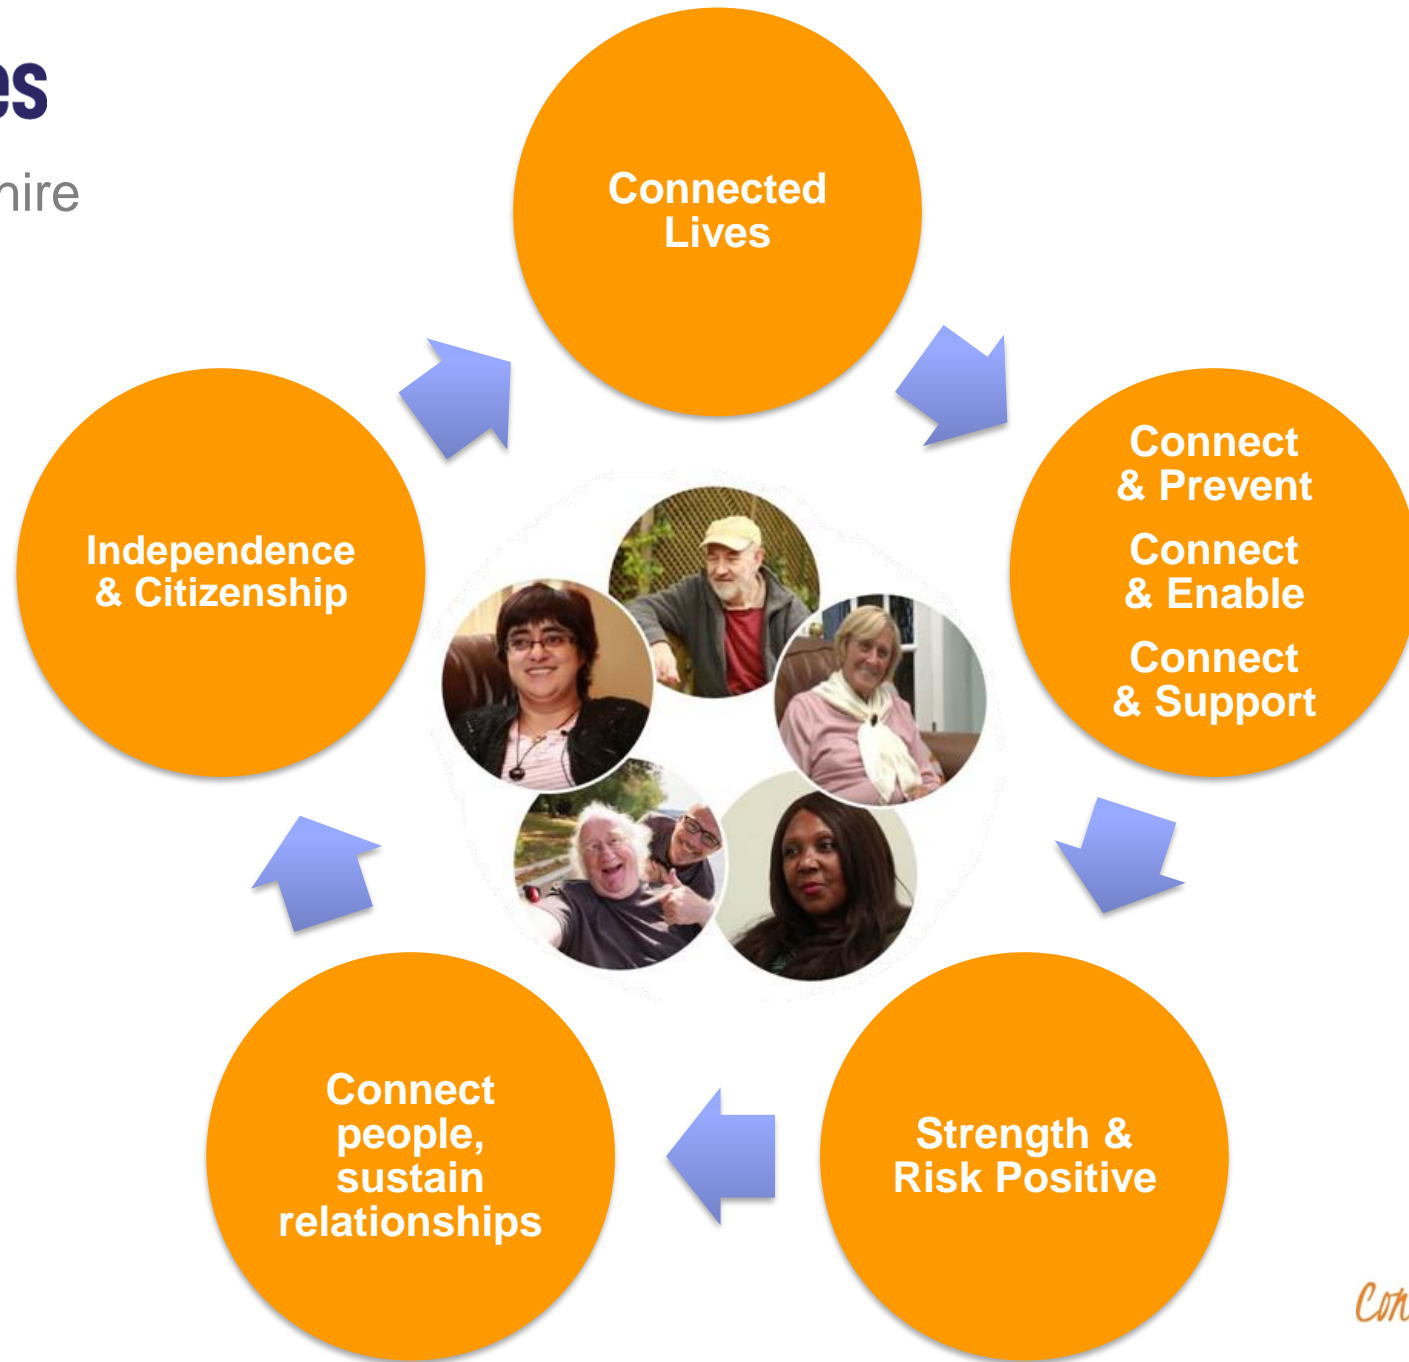 es
hire
Connected
Lives
Connect
& Prevent
Connect
& Enable
Connect
& Support
Strength &
Risk Positive
Connect
people,
sustain
relationships
Independence
& Citizenship
Con